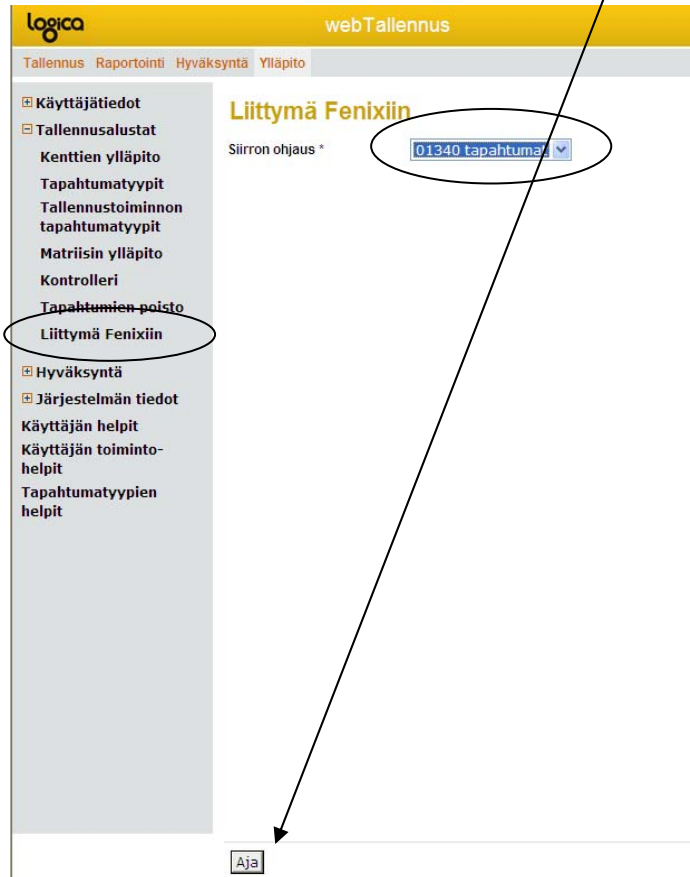 logica
webTallennus
Tallennus Raportointi Hyväksyntä Ylläpito
Käyttäjätiedot
Tallennusalustat
Kenttien ylläpito
Tapahtumatyypit
Tallennustoiminnon
tapahtumatyypit
Matriisin ylläpito
Kontrolleri
Tapahtumien poisto
Liittymä Fenixiin
Hyväksyntä
Järjestelmän tiedot
Käyttäjän helpit
Käyttäjän toiminto-
helpit
Tapahtumatyypien
helpit
Liittymä Fenixiin
Siirron ohjaus *
01340 tapahtumat
Aja